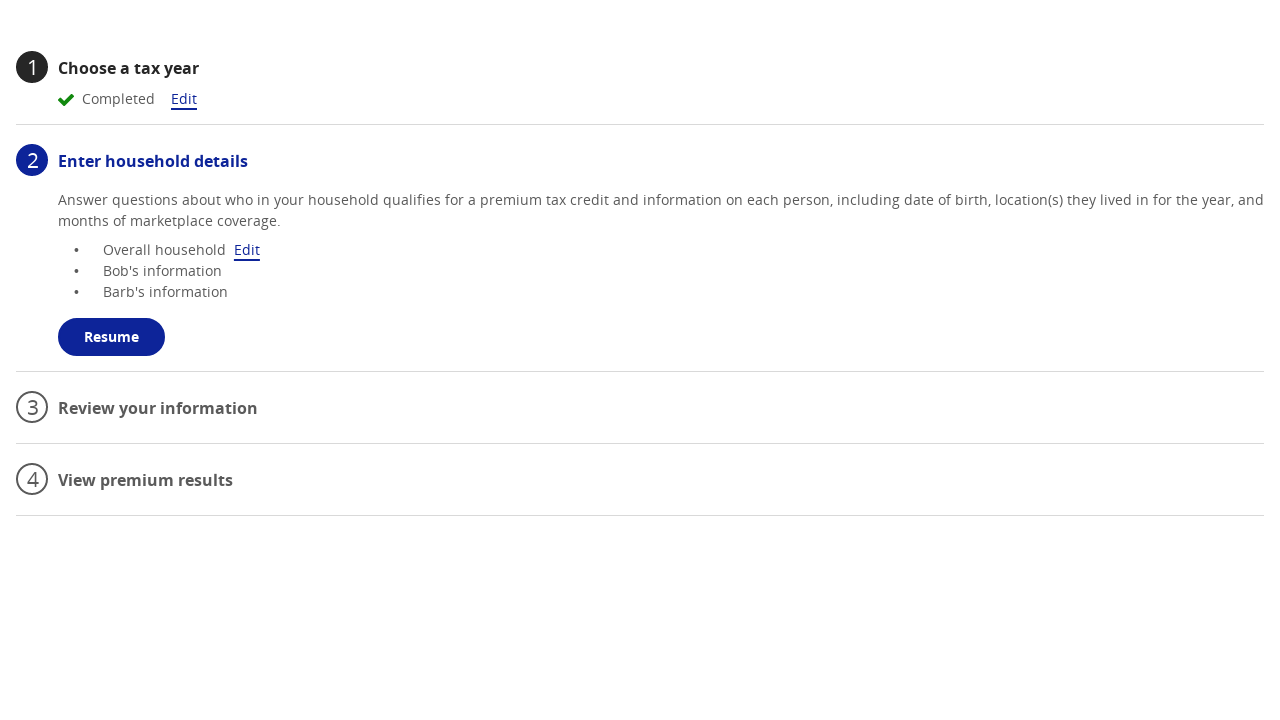 1 Choose a tax year
Completed Edit
2 Enter household details
Answer questions about who in your household qualifies for a premium tax credit and information on each person, including date of birth, location(s) they lived in for the year, and
months of marketplace coverage.
• Overall household Edit
• Bob's information
• Barb's information
Resume
3 Review your information
4 View premium results